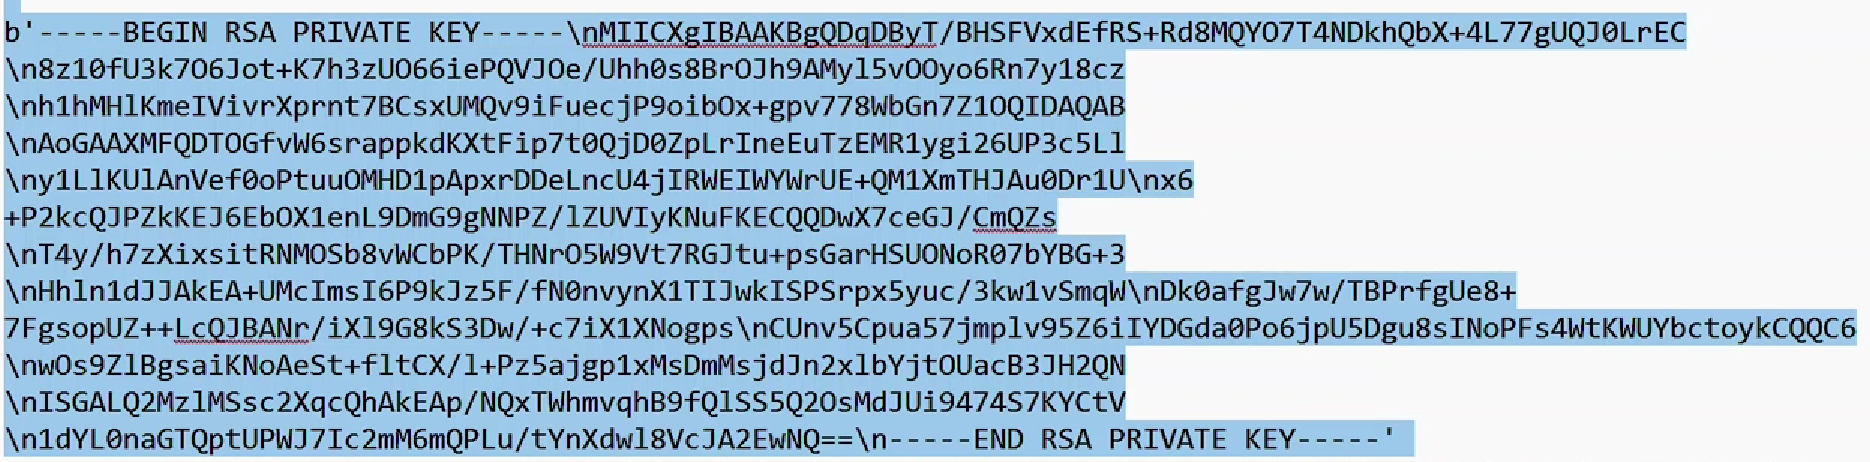 b'-----BEGIN RSA PRIVATE KEY-----\nMIICXgIBAAKBgQDqDByT/BHSFVxdEfRS+Rd8MQYO7T4NDkhQbX+4L77gUQJ0LrEC
\n8z10fU3k7O6Jot+K7h3zUO66iePQVJOe/Uhh0s8BrOJh9AMyl5vOOyo6Rn7y18cz
\nh1hMHlKmeIVivrXprnt7BCsxUMQv9iFuecjP9oibOx+gpv778WbGn7Z1OQIDAQAB
\nAoGAAXMFQDTOGfvW6srappkdKXtFip7t0QjD0ZpLrIneEuTzEMR1ygi26UP3c5Ll
\ny1LlKUlAnVef0oPtuuOMHD1pApxrDDeLncU4jIRWEIWYWrUE+QM1XmTHJAu0Dr1U\nx6
+P2kcQJPZkKEJ6EbOX1enL9DmG9gNNPZ/lZUVIyKNuFKECQQDwX7ceGJ/CmQZs
\nT4y/h7zXixsitRNMOSb8vWCbPK/THNrO5W9Vt7RGJtu+psGarHSUONoR07bYBG+3
\nHhln1dJJAkEA+UMcImsI6P9kJz5F/fN0nvynX1TIJwkISPSrpx5yuc/3kw1vSmqW\nDk0afgJw7w/TBPrfgUe8+
7FgsopUZ++LcQJBANr/iXl9G8kS3Dw/+c7iX1XNogps\nCUnv5Cpua57jmplv95Z6iIYDGda0Po6jpU5Dgu8sINoPFs4WtKWUYbctoykCQQC6
\nwOs9ZlBgsaiKNoAeSt+fltCX/l+Pz5ajgp1xMsDmMsjdJn2xlbYjtOUacB3JH2QN
\nISGALQ2MzlMSsc2XqcQhAkEAp/NQxTWhmvqhB9fQlSS5Q2OsMdJUi9474S7KYCtV
\n1dYL0naGTQptUPWJ7Ic2mM6mQPLu/tYnXdwl8VcJA2EwNQ==\n-----END RSA PRIVATE KEY-----'